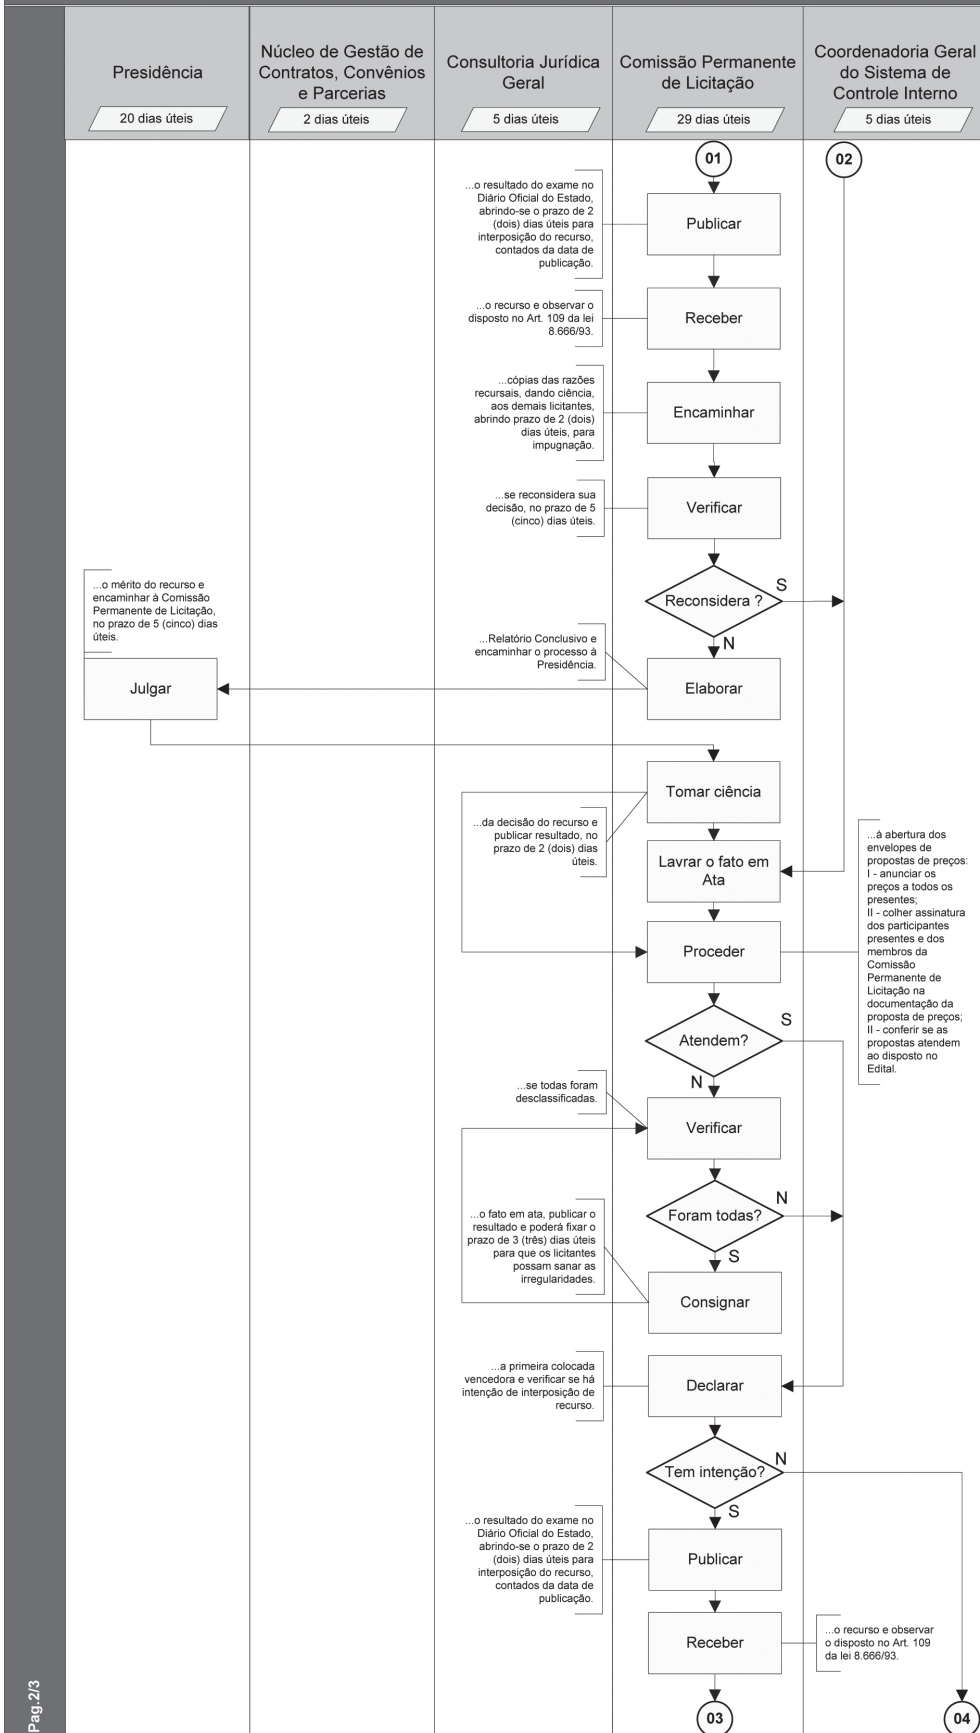 Presidência
20 dias úteis
Núcleo de Gestão de
Contratos, Convênios
e Parcerias
2 dias úteis
Consultoria Jurídica
Geral
5 dias úteis
Comissão Permanente
de Licitação
29 dias úteis
Coordenadoria Geral
do Sistema de
Controle Interno
5 dias úteis
01
02
...o resultado do exame no
Diário Oficial do Estado,
abrindo-se o prazo de 2
(dois) dias úteis para
interposição do recurso,
contados da data de
publicação.
Publicar
...o recurso e observar o
disposto no Art. 109 da lei
8.666/93.
Receber
...cópias das razões
recursais, dando ciência,
aos demais licitantes,
abrindo prazo de 2 (dois)
dias úteis, para
impugnação.
Encaminhar
...se reconsidera sua
decisão, no prazo de 5
(cinco) dias úteis.
Verificar
Reconsidera ?
S
N
...o mérito do recurso e
encaminhar à Comissão
Permanente de Licitação,
no prazo de 5 (cinco) dias
úteis.
Julgar
...Relatório Conclusivo e
encaminhar o processo à
Presidência.
Elaborar
Tomar ciência
...da decisão do recurso e
publicar resultado, no
prazo de 2 (dois) dias
úteis.
Lavrar o fato em
Ata
Proceder
...à abertura dos
envelopes de
propostas de preços:
I - anunciar os
preços a todos os
presentes;
II - colher assinatura
dos participantes
presentes e dos
membros da
Comissão
Permanente de
Licitação na
documentação da
proposta de preços;
II - conferir se as
propostas atendem
ao disposto no
Edital.
Atendem?
S
N
...se todas foram
desclassificadas.
Verificar
Foram todas?
N
S
...o fato em ata, publicar o
resultado e poderá fixar o
prazo de 3 (três) dias úteis
para que os licitantes
possam sanar as
irregularidades.
Consignar
...a primeira colocada
vencedora e verificar se há
intenção de interposição de
recurso.
Declarar
Tem intenção?
N
S
...o resultado do exame no
Diário Oficial do Estado,
abrindo-se o prazo de 2
(dois) dias úteis para
interposição do recurso,
contados da data de
publicação.
Publicar
Receber
...o recurso e observar
o disposto no Art. 109
da lei 8.666/93.
03
04
Pag.2/3